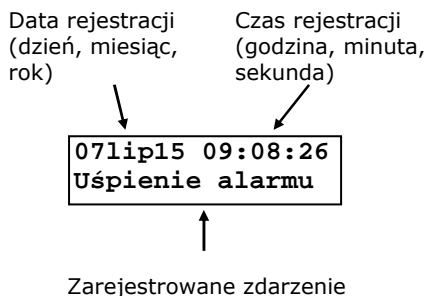 Data rejestracji
(dzień, miesiąc,
rok)
Czas rejestracji
(godzina, minuta,
sekunda)
07lip15 09:08:26
Uśpienie alarmu
Zarejestrowane zdarzenie